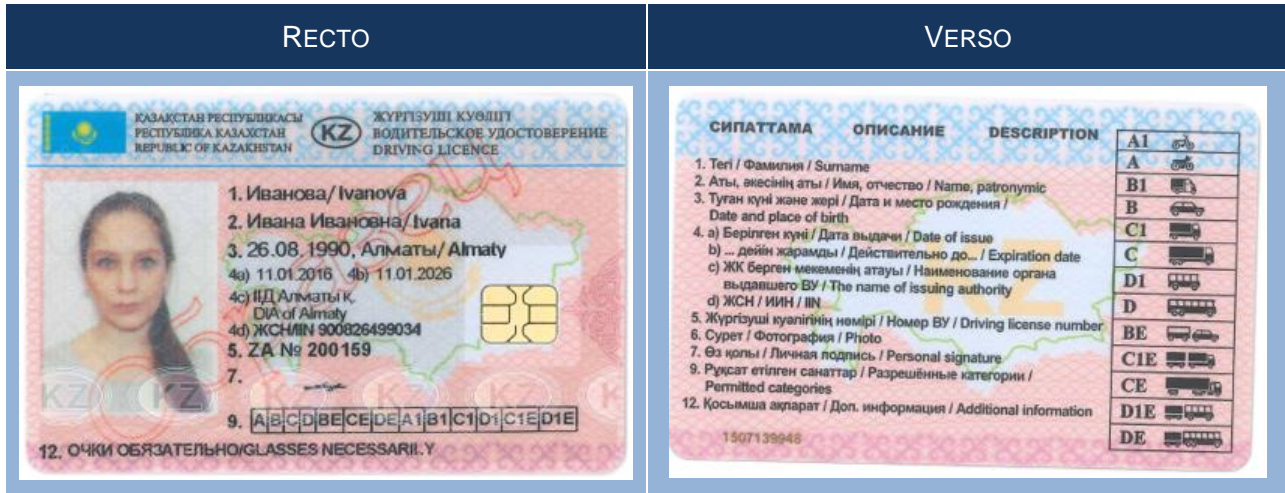 RECTO
VERSO
ҚАЗАҚСТАН РЕСПУБЛИКАСЫ
РЕСПУБЛИКА КАЗАХСТАН
REPUBLIC OF KAZAKHSTAN
KZ
ЖҮРГІЗУШІ КУӘЛІГІ
ВОДИТЕЛЬСКОЕ УДОСТОВЕРЕНИЕ
DRIVING LICENCE
1. Иванова/ Ivanova
2. Ивана Ивановна/ Ivana
3. 26.08.1990, Алматы/ Almaty
4a) 11.01.2016 4b) 11.01.2026
4c) ІІД Алматы қ.
DIA of Almaty
4d) ЖСН/IIN 900826499034
5. ZA № 200159
7.
KZ KZ KZ KZ KZ K
9. A B C D BE CE DE A1 B1 C1 D1 C1E D1E
12. ОЧКИ ОБЯЗАТЕЛЬНО/GLASSES NECESSARIL.Y
СИПАТТАМА ОПИСАНИЕ DESCRIPTION
1. Тегі / Фамилия / Surname
2. Аты, әкесінің аты / Имя, отчество / Name, patronymic
3. Туған күні және жері / Дата и место рождения /
Date and place of birth
4. a) Берілген күні / Дата выдачи / Date of issue
b) ... дейін жарамды / Действительно до... / Expiration date
c) ЖК берген мекеменің атауы / Наименование органа
выдавшего ВУ / The name of issuing authority
d) ЖСН / ИИН / IIN
5. Жүргізуші куәлігінің нөмірі / Номер ВУ / Driving license number
6. Сурет / Фотография / Photo
7. Өз қолы / Личная подпись / Personal signature
9. Рұқсат етілген санаттар / Разрешённые категории /
Permitted categories
12. Қосымша ақпарат / Доп. информация / Additional information
1507139948
KZ
A1
A
B1
B
C1
C
D1
D
BE
C1E
CE
D1E
DE